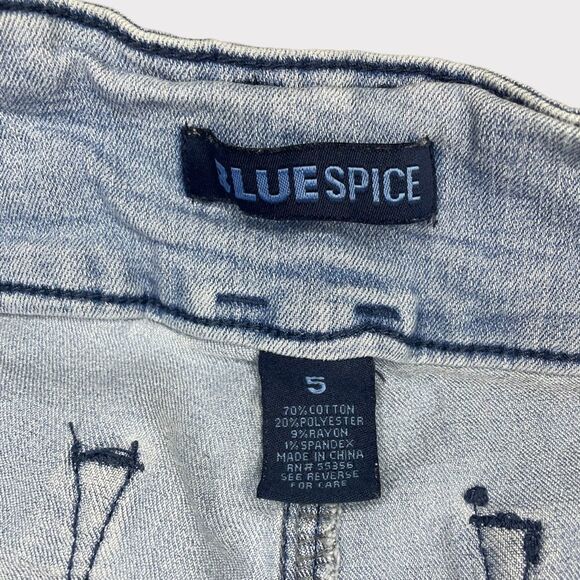 BLUESPICE
5
70% COTTON
20% POLYESTER
9% RAYON
1% SPANDEX
MADE IN CHINA
RN# 55356
SEE REVERSE
FOR CARE